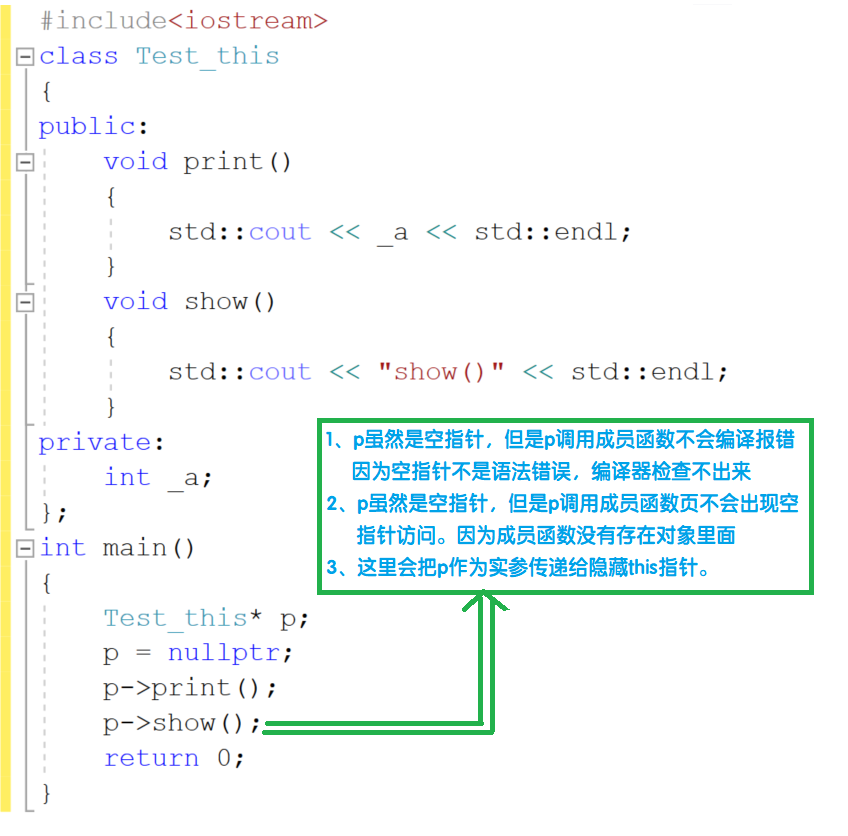 #include<iostream>
class Test_this
{
public:
    void print()
    {
        std::cout << _a << std::endl;
    }
    void show()
    {
        std::cout << "show()" << std::endl;
    }
private:
    int _a;
};
int main()
{
    Test_this* p;
    p = nullptr;
    p->print();
    p->show();
    return 0;
}
1、p虽然是空指针，但是p调用成员函数不会编译报错
因为空指针不是语法错误，编译器检查不出来
2、p虽然是空指针，但是p调用成员函数页不会出现空
指针访问。因为成员函数没有存在对象里面
3、这里会把p作为实参传递给隐藏this指针。